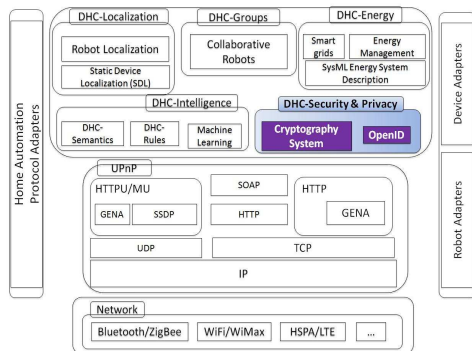 DHC-Localization
DHC-Groups
DHC-Energy
Robot Localization
Static Device
Localization (SDL)
Collaborative
Robots
Smart
grids
Energy
Management
SysML Energy System
Description
DHC-Intelligence
DHC-
Semantics
DHC-
Rules
Machine
Learning
DHC-Security & Privacy
Cryptography
System
OpenID
UPnP
HTTPU/MU
GENA
SSDP
SOAP
HTTP
HTTP
GENA
UDP
TCP
IP
Network
Bluetooth/ZigBee
WiFi/WiMax
HSPA/LTE
...
Home Automation
Protocol Adapters
Device Adapters
Robot Adapters